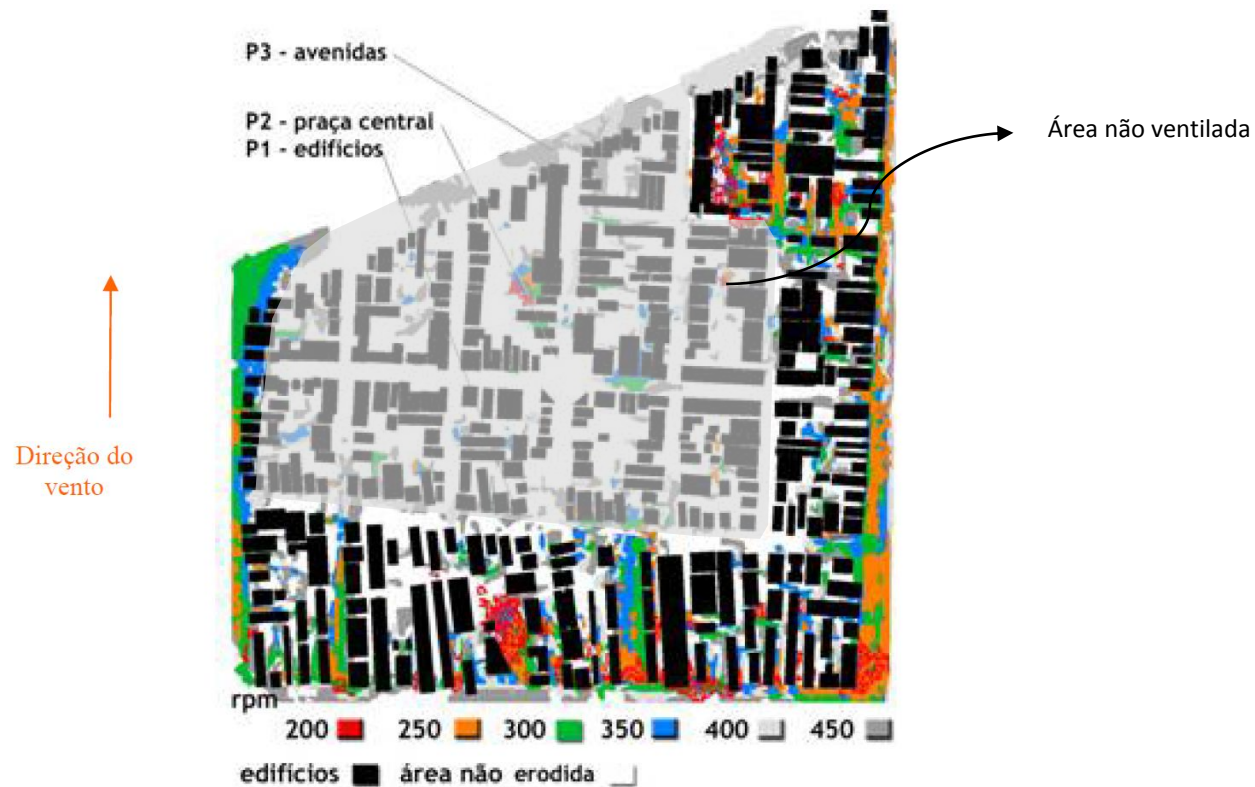 P3 - avenidas
P2 - praça central
P1 - edifícios
Área não ventilada
Direção do
vento
rpm
200 250 300 350 400 450
edifícios área não erodida